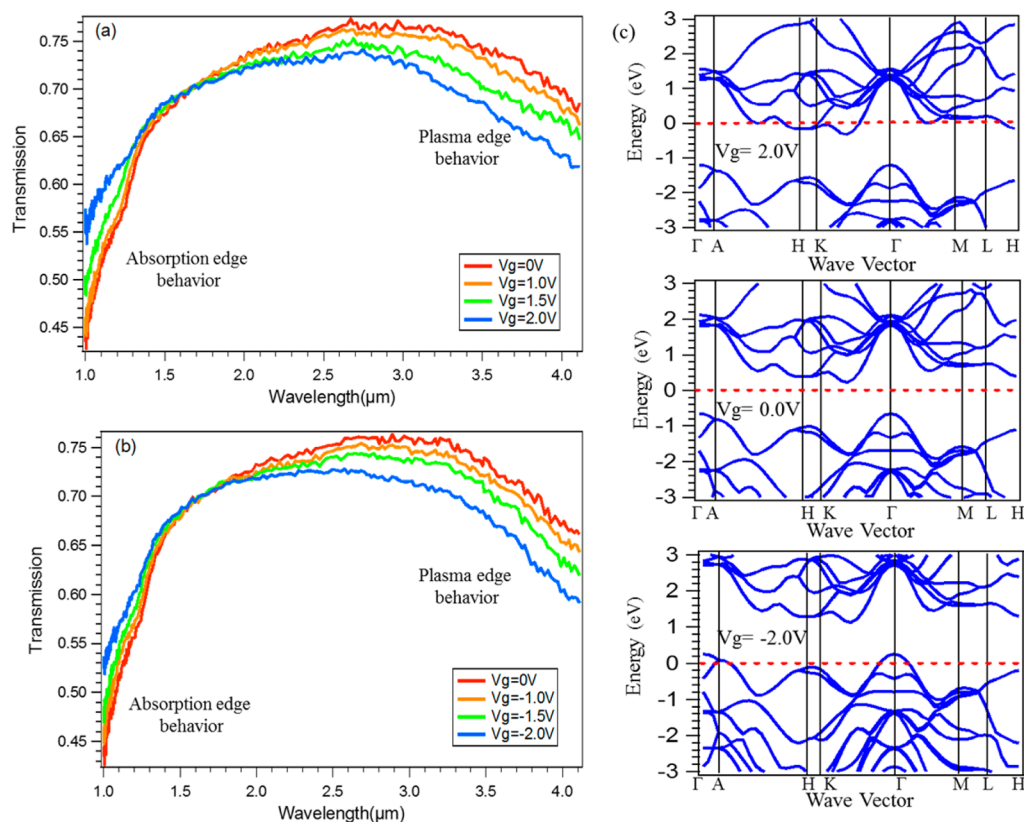 (a)
0.75
0.70
0.65
0.60
0.55
0.50
0.45
Transmission
Plasma edge
behavior
Absorption edge
behavior
Vg=0V
Vg=1.0V
Vg=1.5V
Vg=2.0V
1.0 1.5 2.0 2.5 3.0 3.5 4.0
Wavelength(μm)
(b)
0.75
0.70
0.65
0.60
0.55
0.50
0.45
Transmission
Plasma edge
behavior
Absorption edge
behavior
Vg=0V
Vg=-1.0V
Vg=-1.5V
Vg=-2.0V
1.0 1.5 2.0 2.5 3.0 3.5 4.0
Wavelength(μm)
(c)
3
2
1
0
-1
-2
-3
Energy (eV)
Vg= 2.0V
Γ A H K Γ M L H
Wave Vector
3
2
1
0
-1
-2
-3
Energy (eV)
Vg= 0.0V
Γ A H K Γ M L H
Wave Vector
3
2
1
0
-1
-2
-3
Energy (eV)
Vg= -2.0V
Γ A H K Γ M L H
Wave Vector